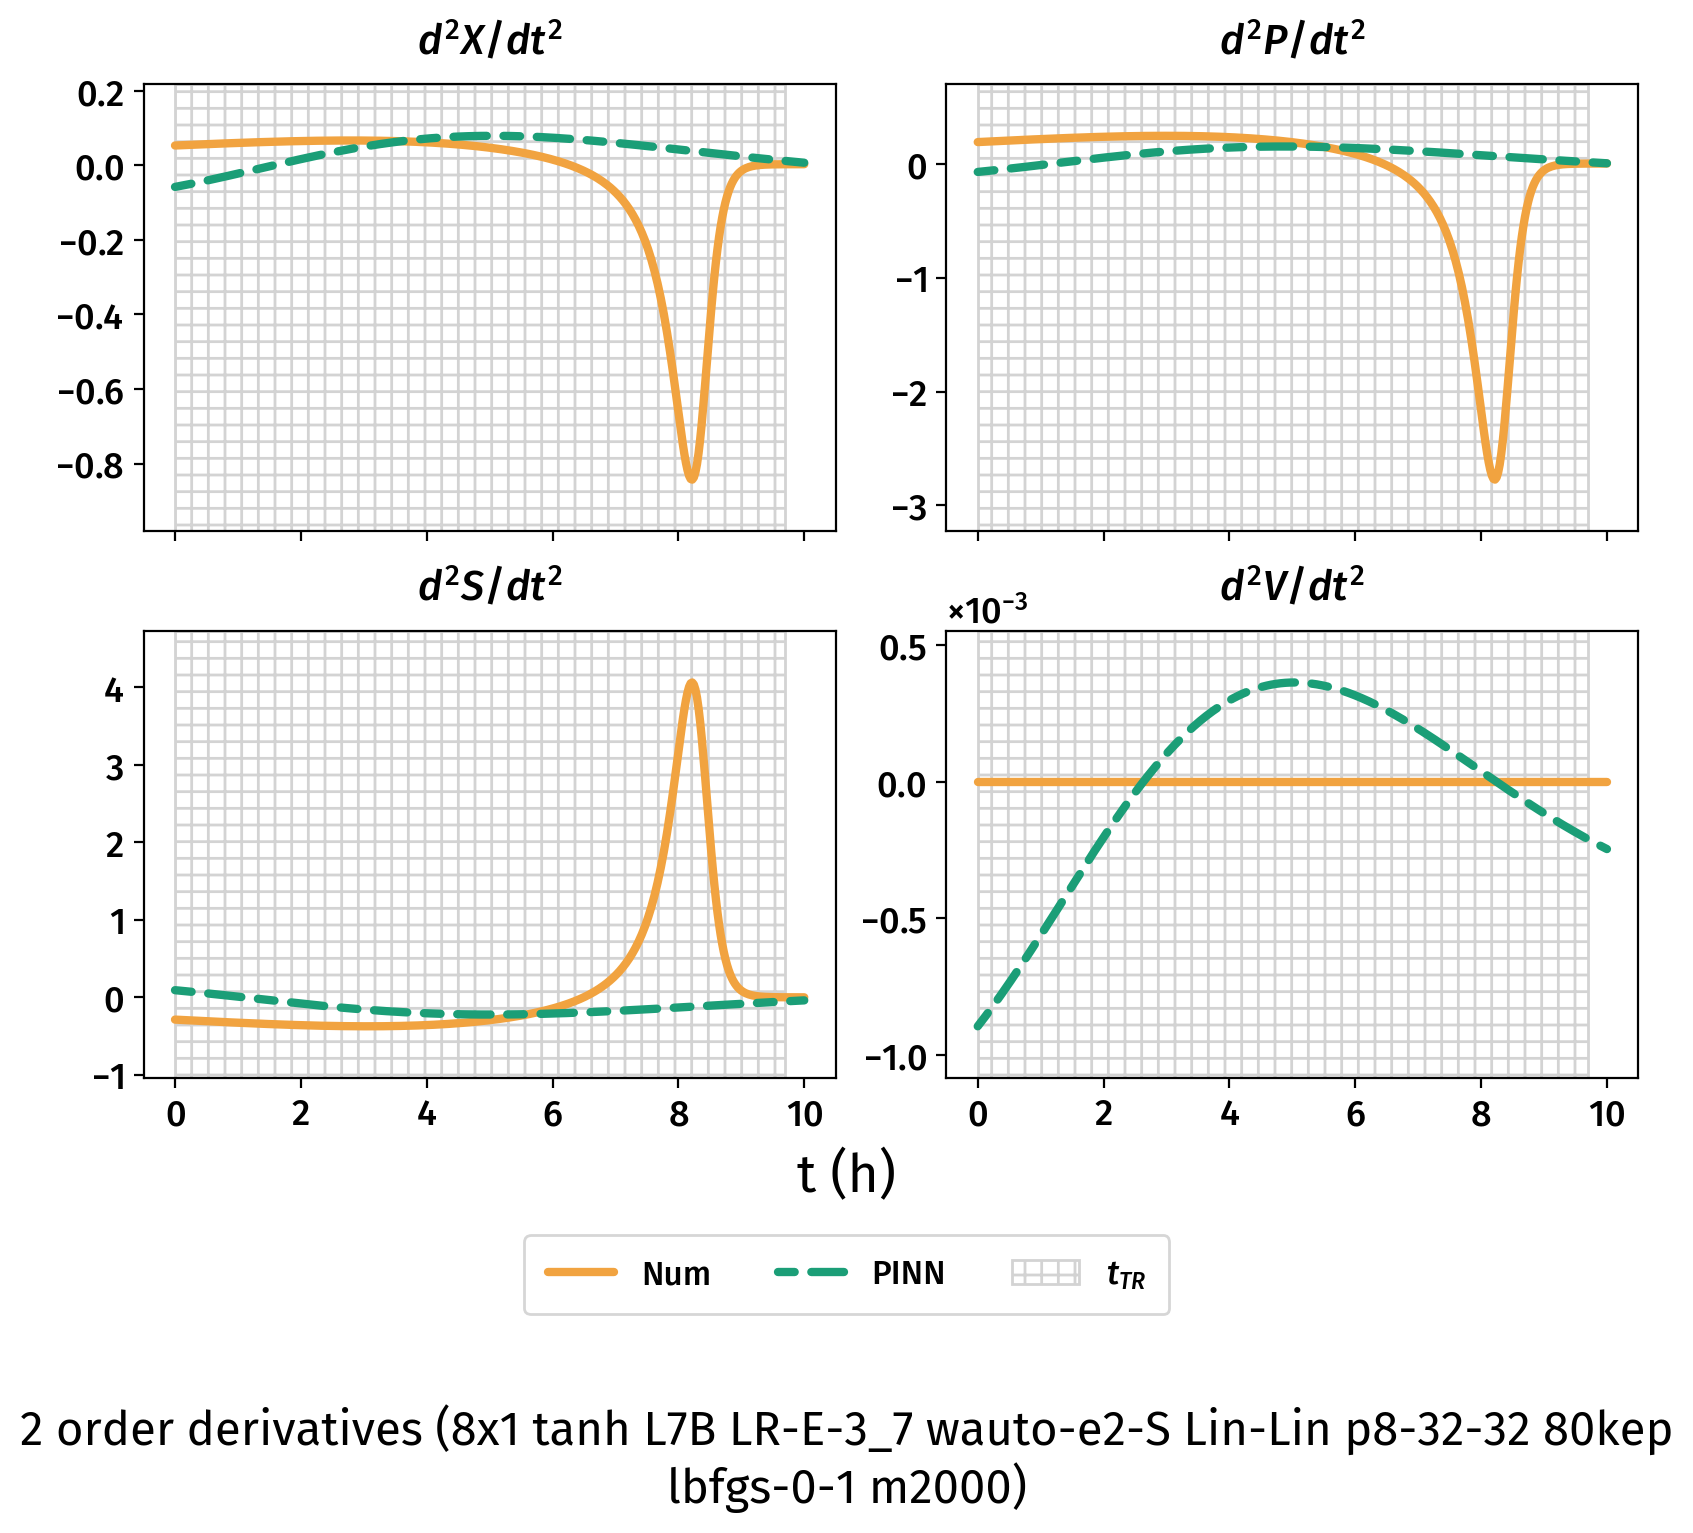 d²X/dt²
0.2
0.0
−0.2
−0.4
−0.6
−0.8
d²P/dt²
0
−1
−2
−3
d²S/dt²
4
3
2
1
0
−1
0 2 4 6 8 10
d²V/dt²
×10⁻³
0.5
0.0
−0.5
−1.0
0 2 4 6 8 10
t (h)
Num PINN t_TR
2 order derivatives (8x1 tanh L7B LR-E-3_7 wauto-e2-S Lin-Lin p8-32-32 80kep
lbfgs-0-1 m2000)